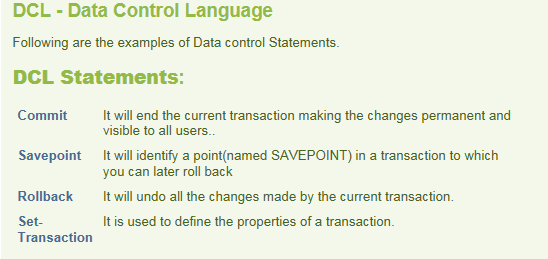 DCL - Data Control Language
Following are the examples of Data control Statements.
DCL Statements:
Commit It will end the current transaction making the changes permanent and
visible to all users..
Savepoint It will identify a point(named SAVEPOINT) in a transaction to which
you can later roll back
Rollback It will undo all the changes made by the current transaction.
Set- It is used to define the properties of a transaction.
Transaction